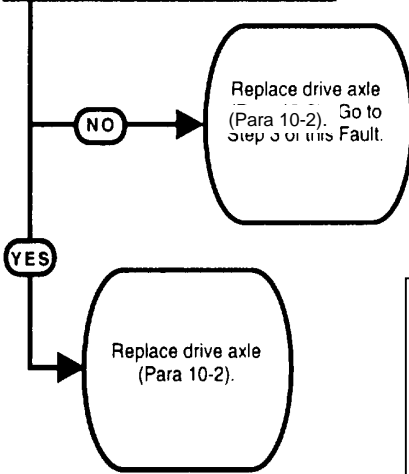 Replace drive axle
(Para 10-2). Go to
Step 3 of this Fault.
NO
YES
Replace drive axle
(Para 10-2).